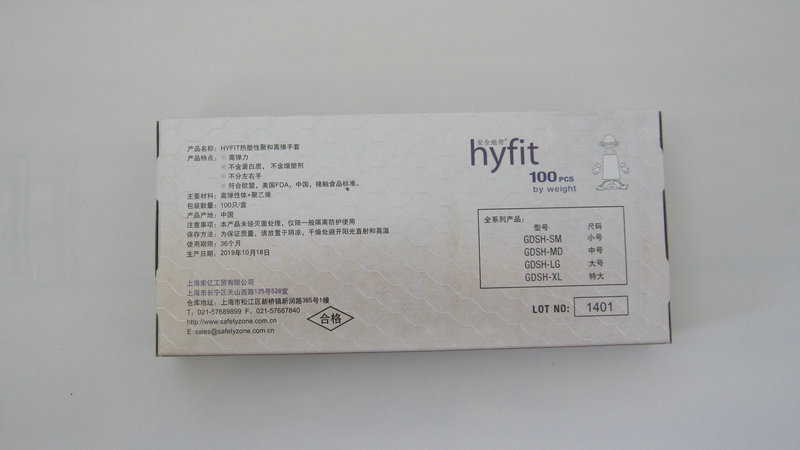 产品名称：HYFIT热塑性聚和高弹手套
产品特点：※ 高弹力
※ 不含蛋白质，不含增塑剂
※ 不分左右手
※ 符合欧盟，美国FDA，中国，接触食品标准。
主要材料：高弹性体+聚乙烯
包装数量：100只/盒
产品产地：中国
注意事项：本产品未经灭菌处理，仅限一般隔离防护使用
保存方法：为保证质量，请放置于阴凉，干燥处避开阳光直射和高温
使用期限：36个月
生产日期：2019年10月18日
上海索亿工贸有限公司
上海市长宁区天山西路125号528室
仓库地址：上海市松江区新桥镇新润路385号1幢
T，021-57689899 F，021-57687840
http://www.safetyzone.com.cn
E:sales@safetyzone.com.cn
合格
安全地带
hyfit
100 PCS
by weight
全系列产品：
型号 尺码
GDSH-SM 小号
GDSH-MD 中号
GDSH-LG 大号
GDSH-XL 特大
LOT NO: 1401